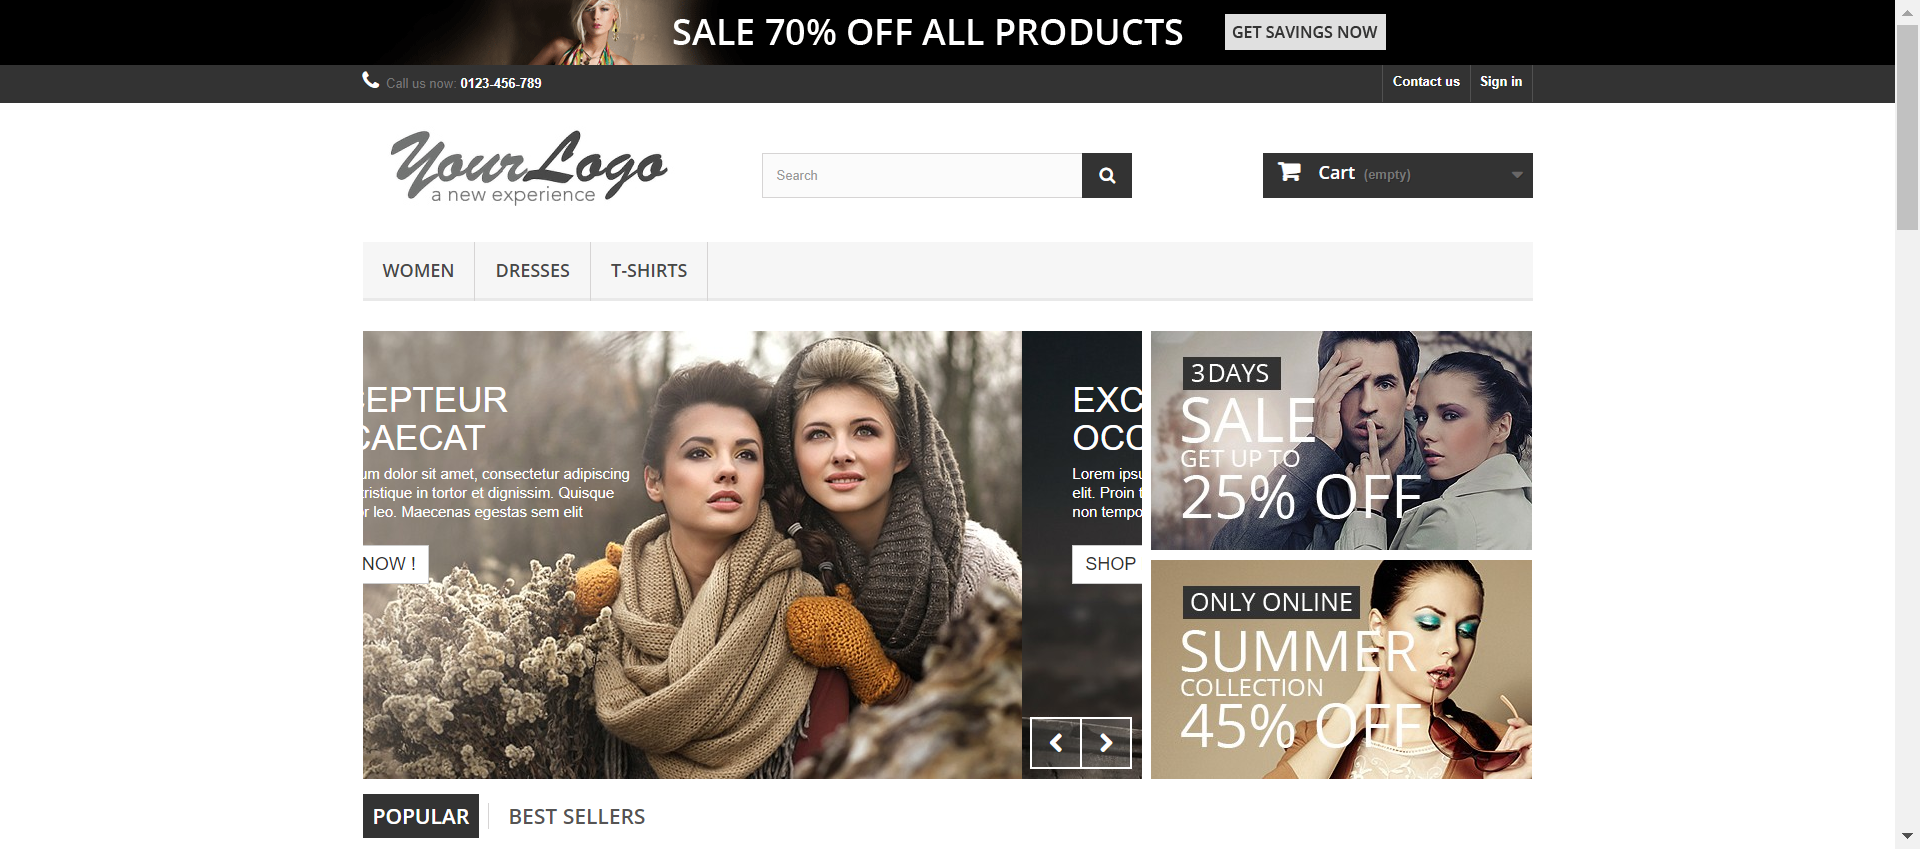 SALE 70% OFF ALL PRODUCTS
GET SAVINGS NOW
Call us now: 0123-456-789
Contact us
Sign in
YourLogo
a new experience
Search
Cart (empty)
WOMEN
DRESSES
T-SHIRTS
CEPTEUR
CAECAT
um dolor sit amet, consectetur adipiscing
tristique in tortor et dignissim. Quisque
r leo. Maecenas egestas sem elit
NOW !
EXC
OCC
Lorem ipsu
elit. Proin t
non tempo
SHOP
3 DAYS
SALE
GET UP TO
25% OFF
ONLY ONLINE
SUMMER
COLLECTION
45% OFF
POPULAR
BEST SELLERS